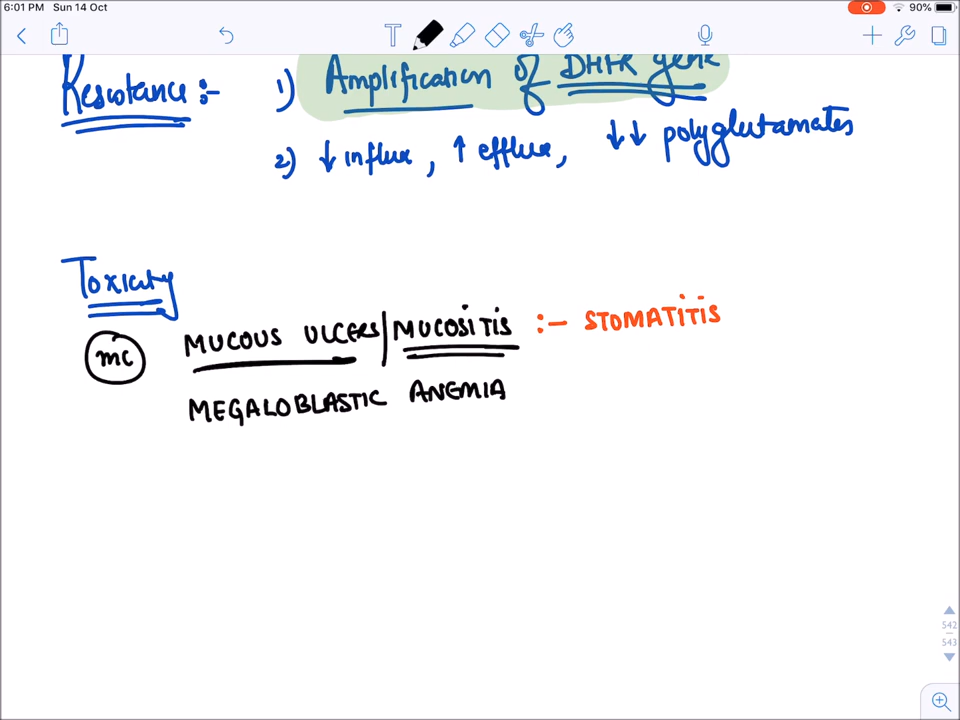 6:01 PM Sun 14 Oct 90%
T
Resistance :- 1) Amplification of DHFR gene
2) ↓ influx , ↑ efflux, ↓↓ polyglutamates
Toxicity
MC MUCOUS ULCERS/MUCOSITIS :- STOMATITIS
MEGALOBLASTIC ANEMIA
542
543